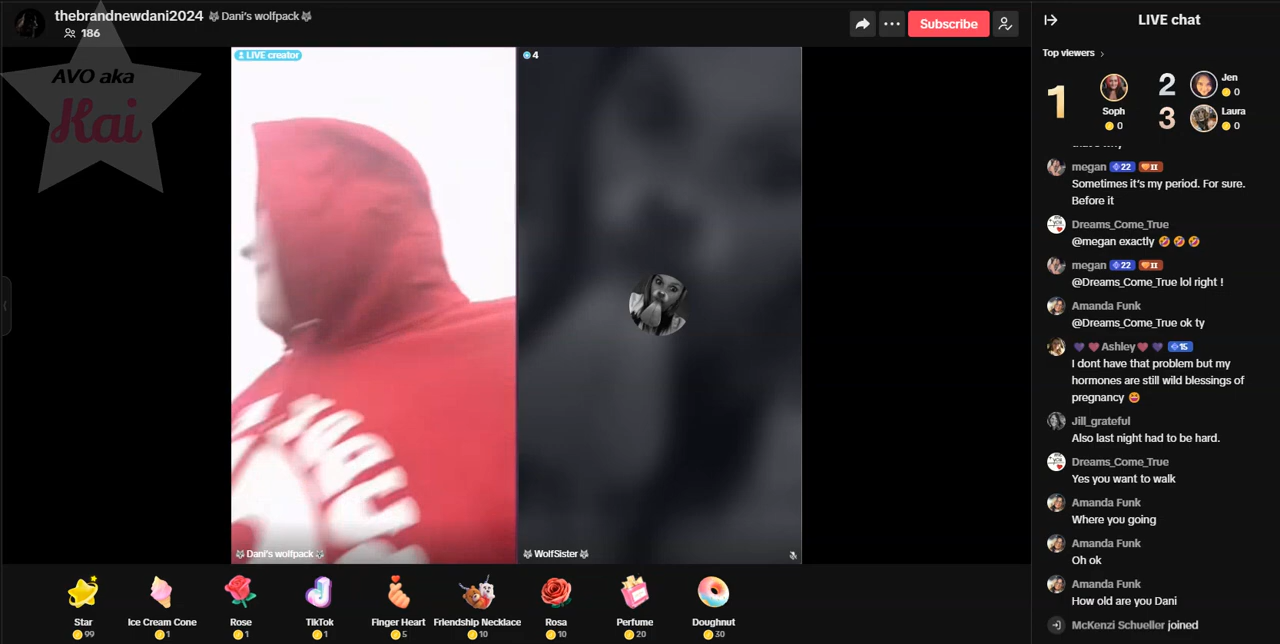 thebrandnewdani2024 🐺Dani's wolfpack🐺
186
Subscribe
AVO aka
Kai
LIVE creator
4
🐺Dani's wolfpack🐺
🐺WolfSister🐺
Star
99
Ice Cream Cone
1
Rose
1
TikTok
1
Finger Heart
5
Friendship Necklace
10
Rosa
10
Perfume
20
Doughnut
30
LIVE chat
Top viewers >
1
Soph
0
2
Jen
0
3
Laura
0
megan 22 II
Sometimes it's my period. For sure.
Before it
Dreams_Come_True
@megan exactly 🤣🤣🤣
megan 22 II
@Dreams_Come_True lol right !
Amanda Funk
@Dreams_Come_True ok ty
💜❤️Ashley❤️💜 15
I dont have that problem but my
hormones are still wild blessings of
pregnancy 😅
Jill_grateful
Also last night had to be hard.
Dreams_Come_True
Yes you want to walk
Amanda Funk
Where you going
Amanda Funk
Oh ok
Amanda Funk
How old are you Dani
McKenzi Schueller joined